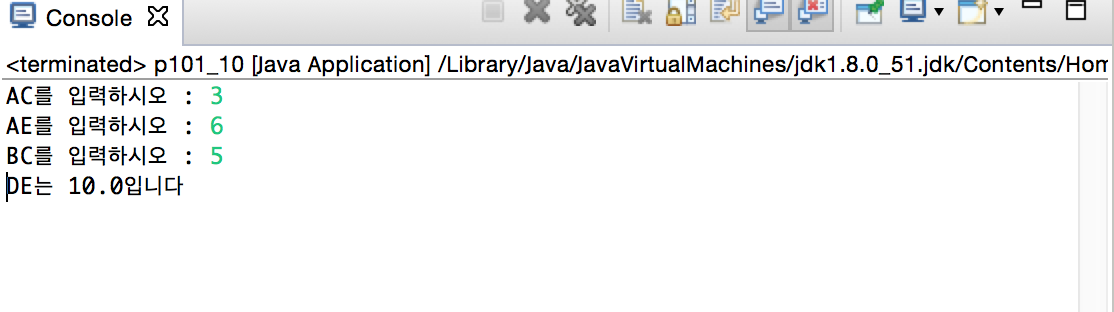 Console
<terminated> p101_10 [Java Application] /Library/Java/JavaVirtualMachines/jdk1.8.0_51.jdk/Contents/Hom
AC를 입력하시오 : 3
AE를 입력하시오 : 6
BC를 입력하시오 : 5
DE는 10.0입니다